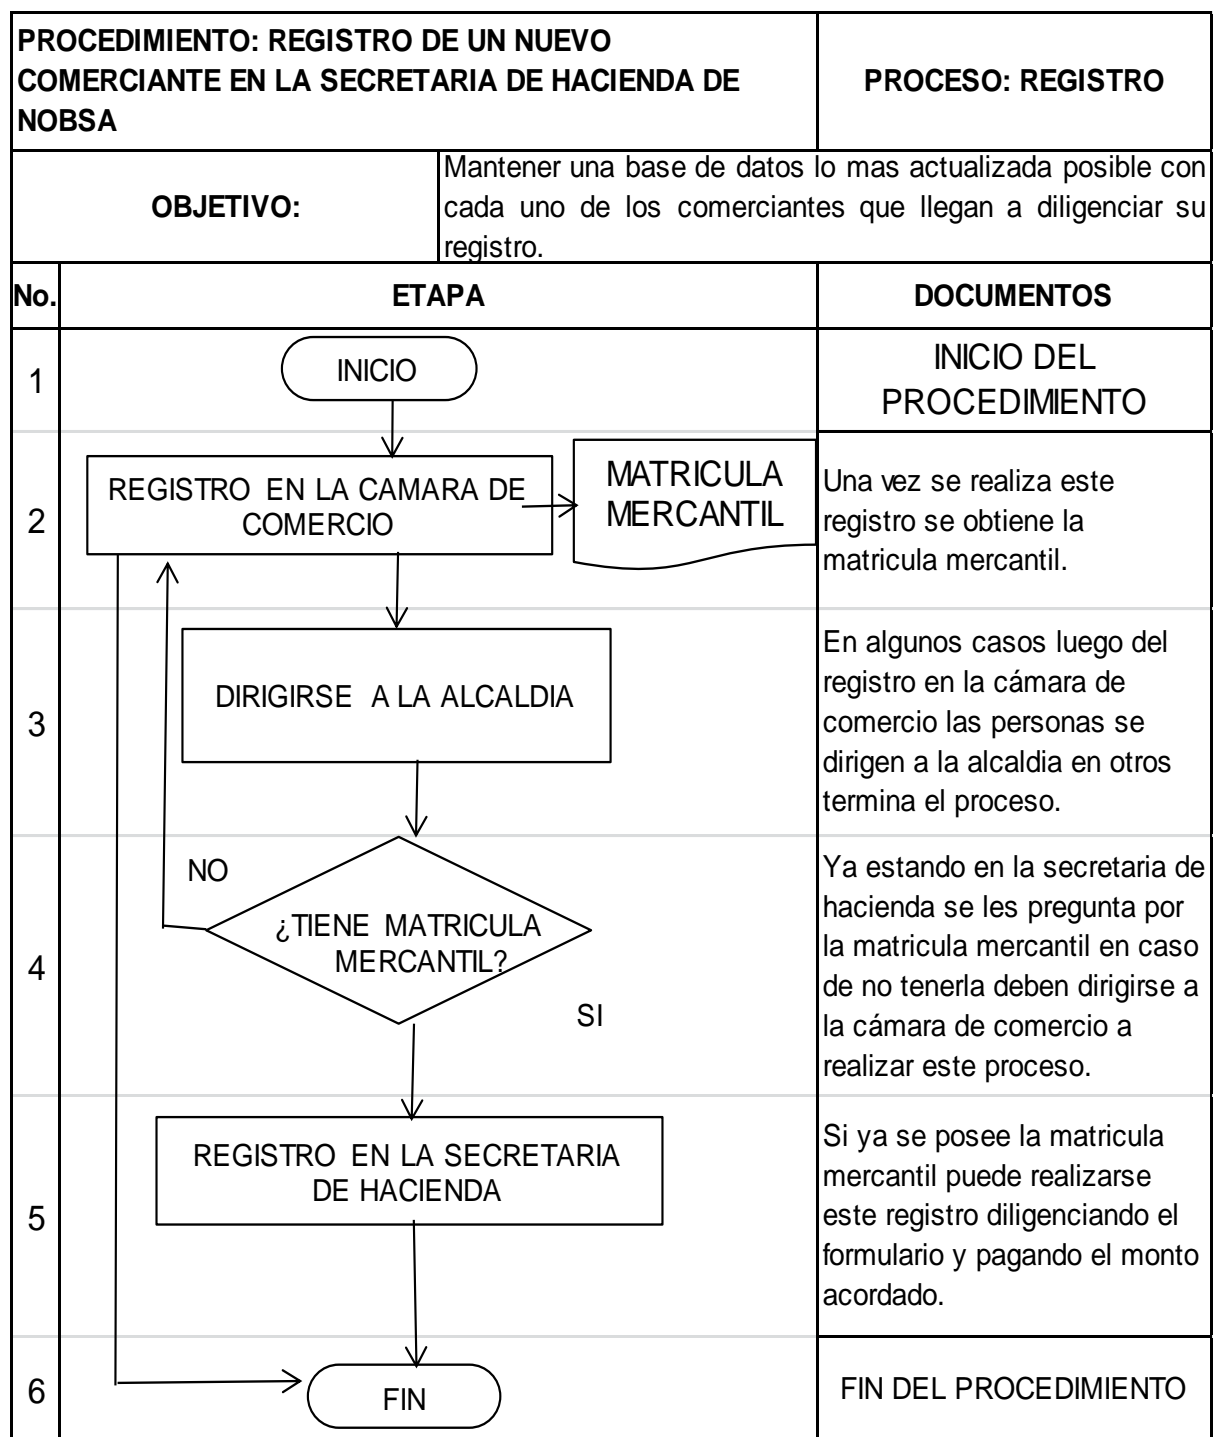 PROCEDIMIENTO: REGISTRO DE UN NUEVO
COMERCIANTE EN LA SECRETARIA DE HACIENDA DE
NOBSA
PROCESO: REGISTRO
OBJETIVO:
Mantener una base de datos lo mas actualizada posible con
cada uno de los comerciantes que llegan a diligenciar su
registro.
No.
ETAPA
DOCUMENTOS
1
INICIO
INICIO DEL
PROCEDIMIENTO
2
REGISTRO EN LA CAMARA DE
COMERCIO
MATRICULA
MERCANTIL
Una vez se realiza este
registro se obtiene la
matricula mercantil.
3
DIRIGIRSE A LA ALCALDIA
En algunos casos luego del
registro en la cámara de
comercio las personas se
dirigen a la alcaldia en otros
termina el proceso.
4
NO
¿TIENE MATRICULA
MERCANTIL?
SI
Ya estando en la secretaria de
hacienda se les pregunta por
la matricula mercantil en caso
de no tenerla deben dirigirse a
la cámara de comercio a
realizar este proceso.
5
REGISTRO EN LA SECRETARIA
DE HACIENDA
Si ya se posee la matricula
mercantil puede realizarse
este registro diligenciando el
formulario y pagando el monto
acordado.
6
FIN
FIN DEL PROCEDIMIENTO